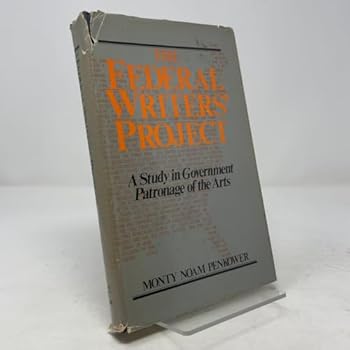 THE
FEDERAL
WRITERS'
PROJECT
A Study in Government
Patronage of the Arts
MONTY NOAM PENKOWER